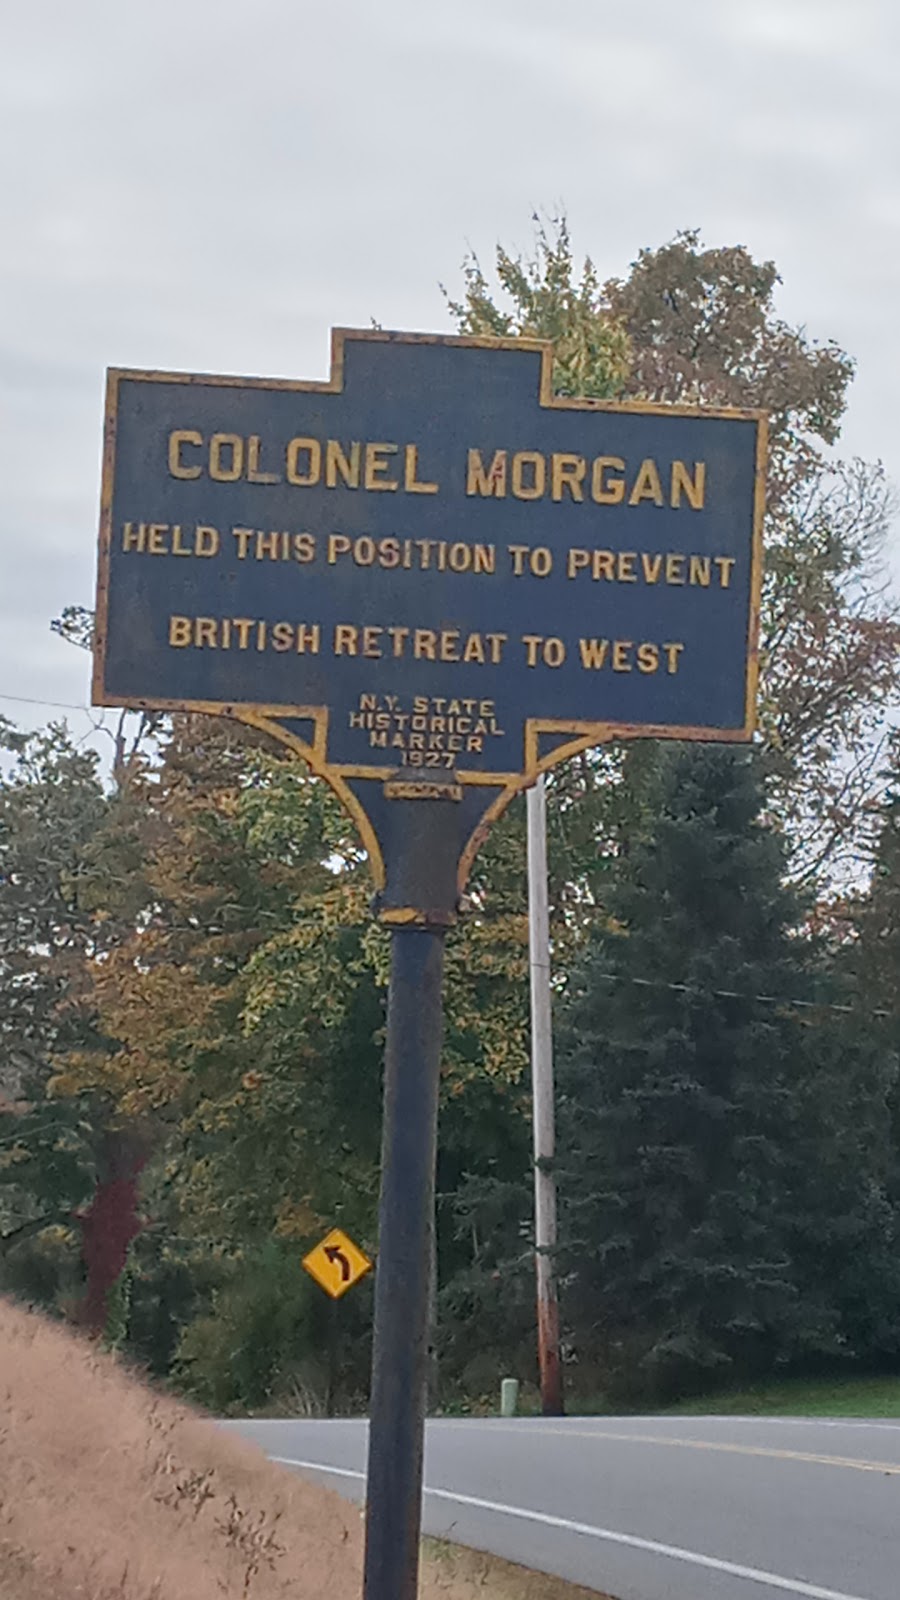 COLONEL MORGAN
HELD THIS POSITION TO PREVENT
BRITISH RETREAT TO WEST
N.Y. STATE
HISTORICAL
MARKER
1927